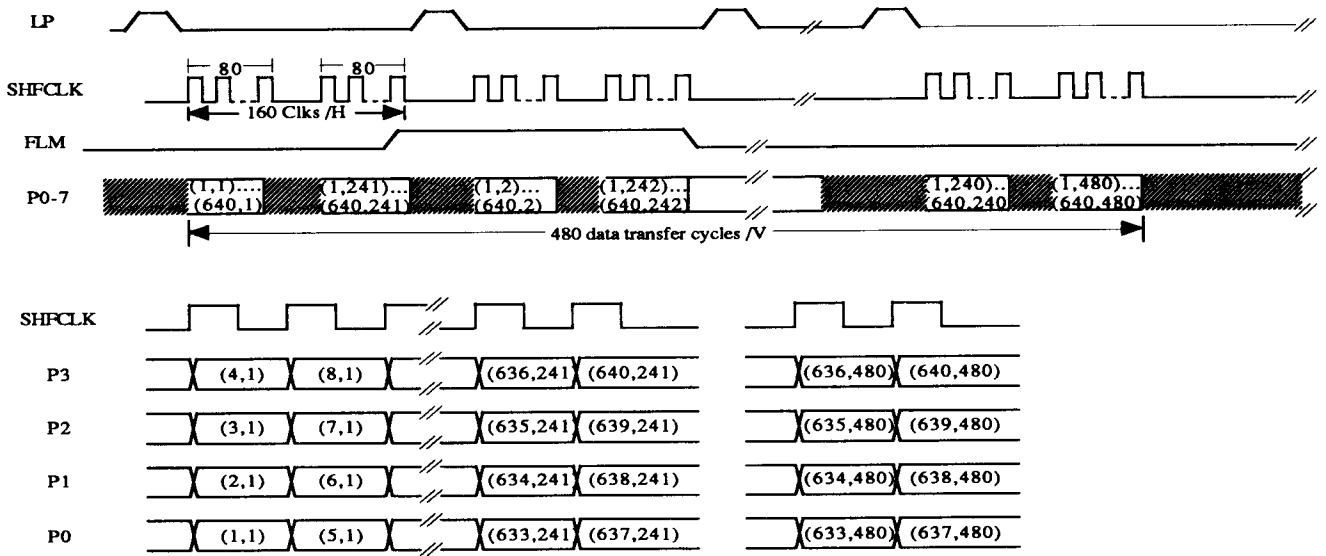 LP
SHFCLK
80
80
160 Clks /H
FLM
P0-7
(1,1)....
(640,1)
(1,241)...
(640,241)
(1,2)...
(640,2)
(1,242)...
(640,242)
(1,240)..
(640,240)
(1,480)...
(640,480)
480 data transfer cycles /V
SHFCLK
P3 (4,1) (8,1) (636,241) (640,241) (636,480) (640,480)
P2 (3,1) (7,1) (635,241) (639,241) (635,480) (639,480)
P1 (2,1) (6,1) (634,241) (638,241) (634,480) (638,480)
P0 (1,1) (5,1) (633,241) (637,241) (633,480) (637,480)